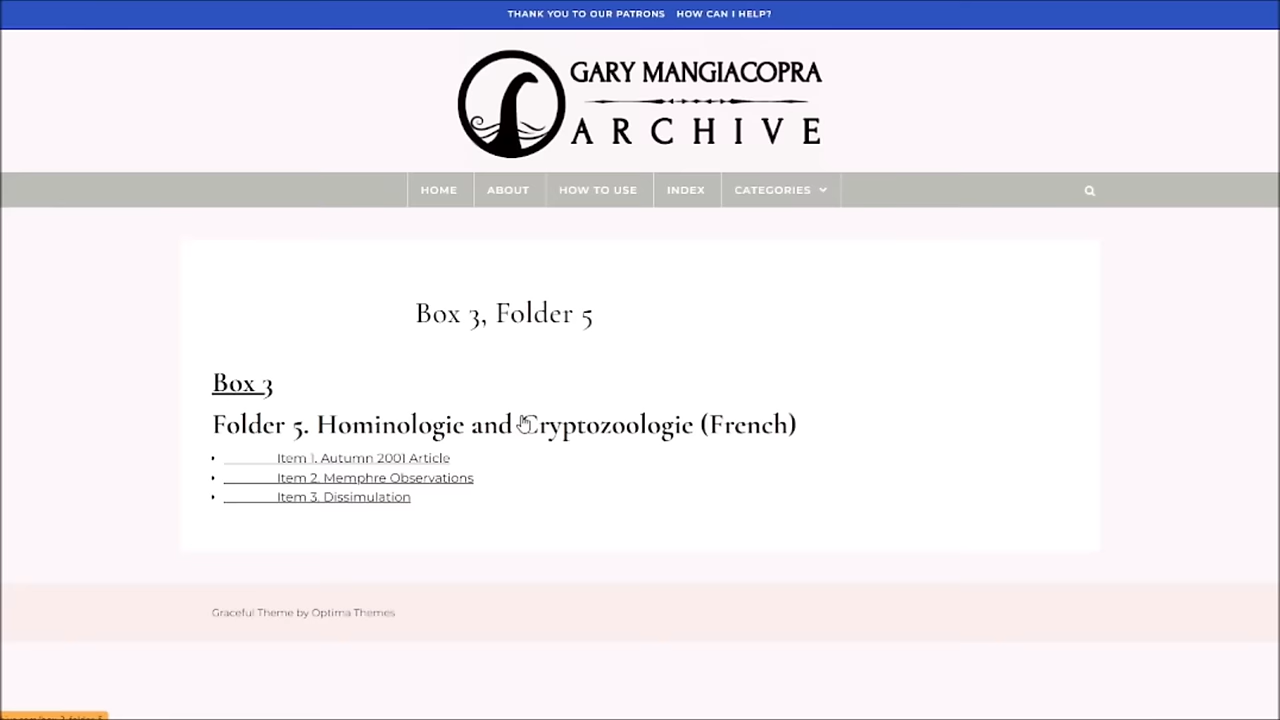 THANK YOU TO OUR PATRONS HOW CAN I HELP?
GARY MANGIACOPRA
ARCHIVE
HOME ABOUT HOW TO USE INDEX CATEGORIES
Box 3, Folder 5
Box 3
Folder 5. Hominologie and Cryptozoologie (French)
Item 1. Autumn 2001 Article
Item 2. Memphre Observations
Item 3. Dissimulation
Graceful Theme by Optima Themes